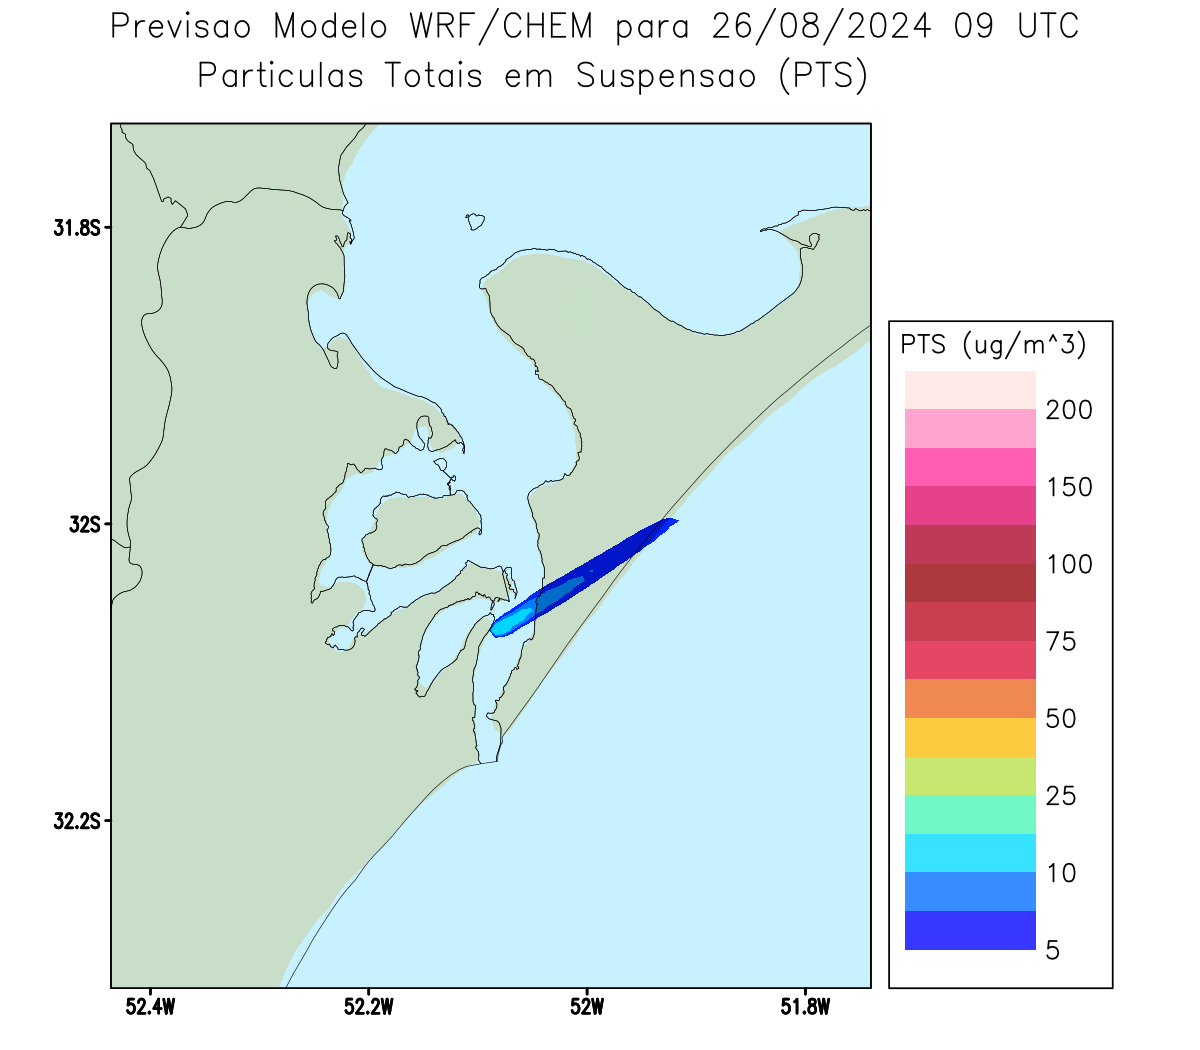 Previsao Modelo WRF/CHEM para 26/08/2024 09 UTC
Particulas Totais em Suspensao (PTS)
31.8S
32S
32.2S
52.4W
52.2W
52W
51.8W
PTS (ug/m^3)
200
150
100
75
50
25
10
5